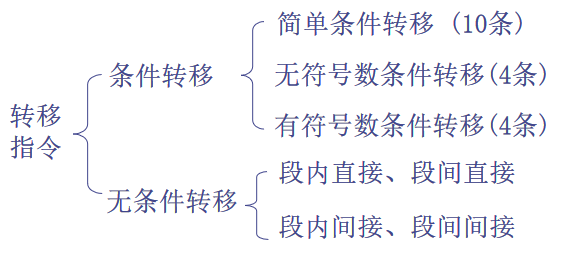 转移
指令
条件转移
简单条件转移 (10条)
无符号数条件转移(4条)
有符号数条件转移(4条)
无条件转移
段内直接、段间直接
段内间接、段间间接